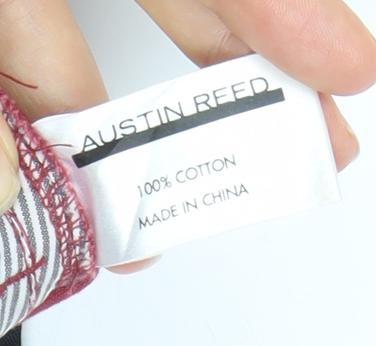 AUSTIN REED
100% COTTON
MADE IN CHINA